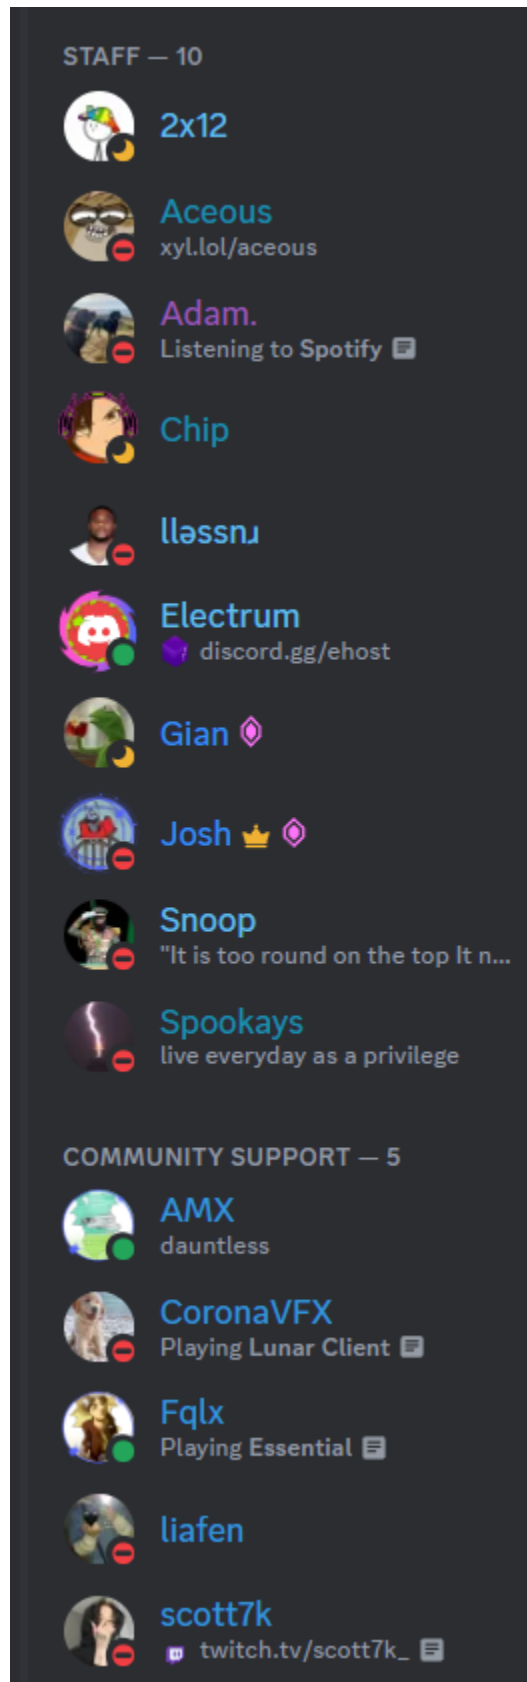 STAFF — 10
2x12
Aceous
xyl.lol/aceous
Adam.
Listening to Spotify
Chip
llǝssnɹ
Electrum
discord.gg/ehost
Gian
Josh
Snoop
"It is too round on the top It n...
Spookays
live everyday as a privilege
COMMUNITY SUPPORT — 5
AMX
dauntless
CoronaVFX
Playing Lunar Client
Fqlx
Playing Essential
liafen
scott7k
twitch.tv/scott7k_